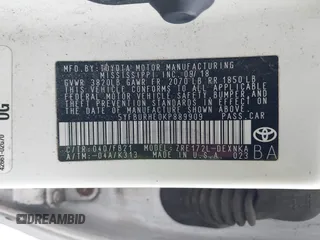 MFD. BY: TOYOTA MOTOR MANUFACTURING,
MISSISSIPPI, INC. 09/18
GVWR 3820LB GAWR FR 2070LB RR 1850LB
THIS VEHICLE CONFORMS TO ALL APPLICABLE
FEDERAL MOTOR VEHICLE SAFETY, BUMPER, AND
THEFT PREVENTION STANDARDS IN EFFECT ON
THE DATE OF MANUFACTURE SHOWN ABOVE.
5YFBURHE0KP889909 PASS.CAR
C/TR:040/FB21 MODEL: ZRE172L-DEXNKA
A/TM:-04A/K313 MADE IN U.S.A. 023
TOYOTA
BA
© DIAMOND.BID